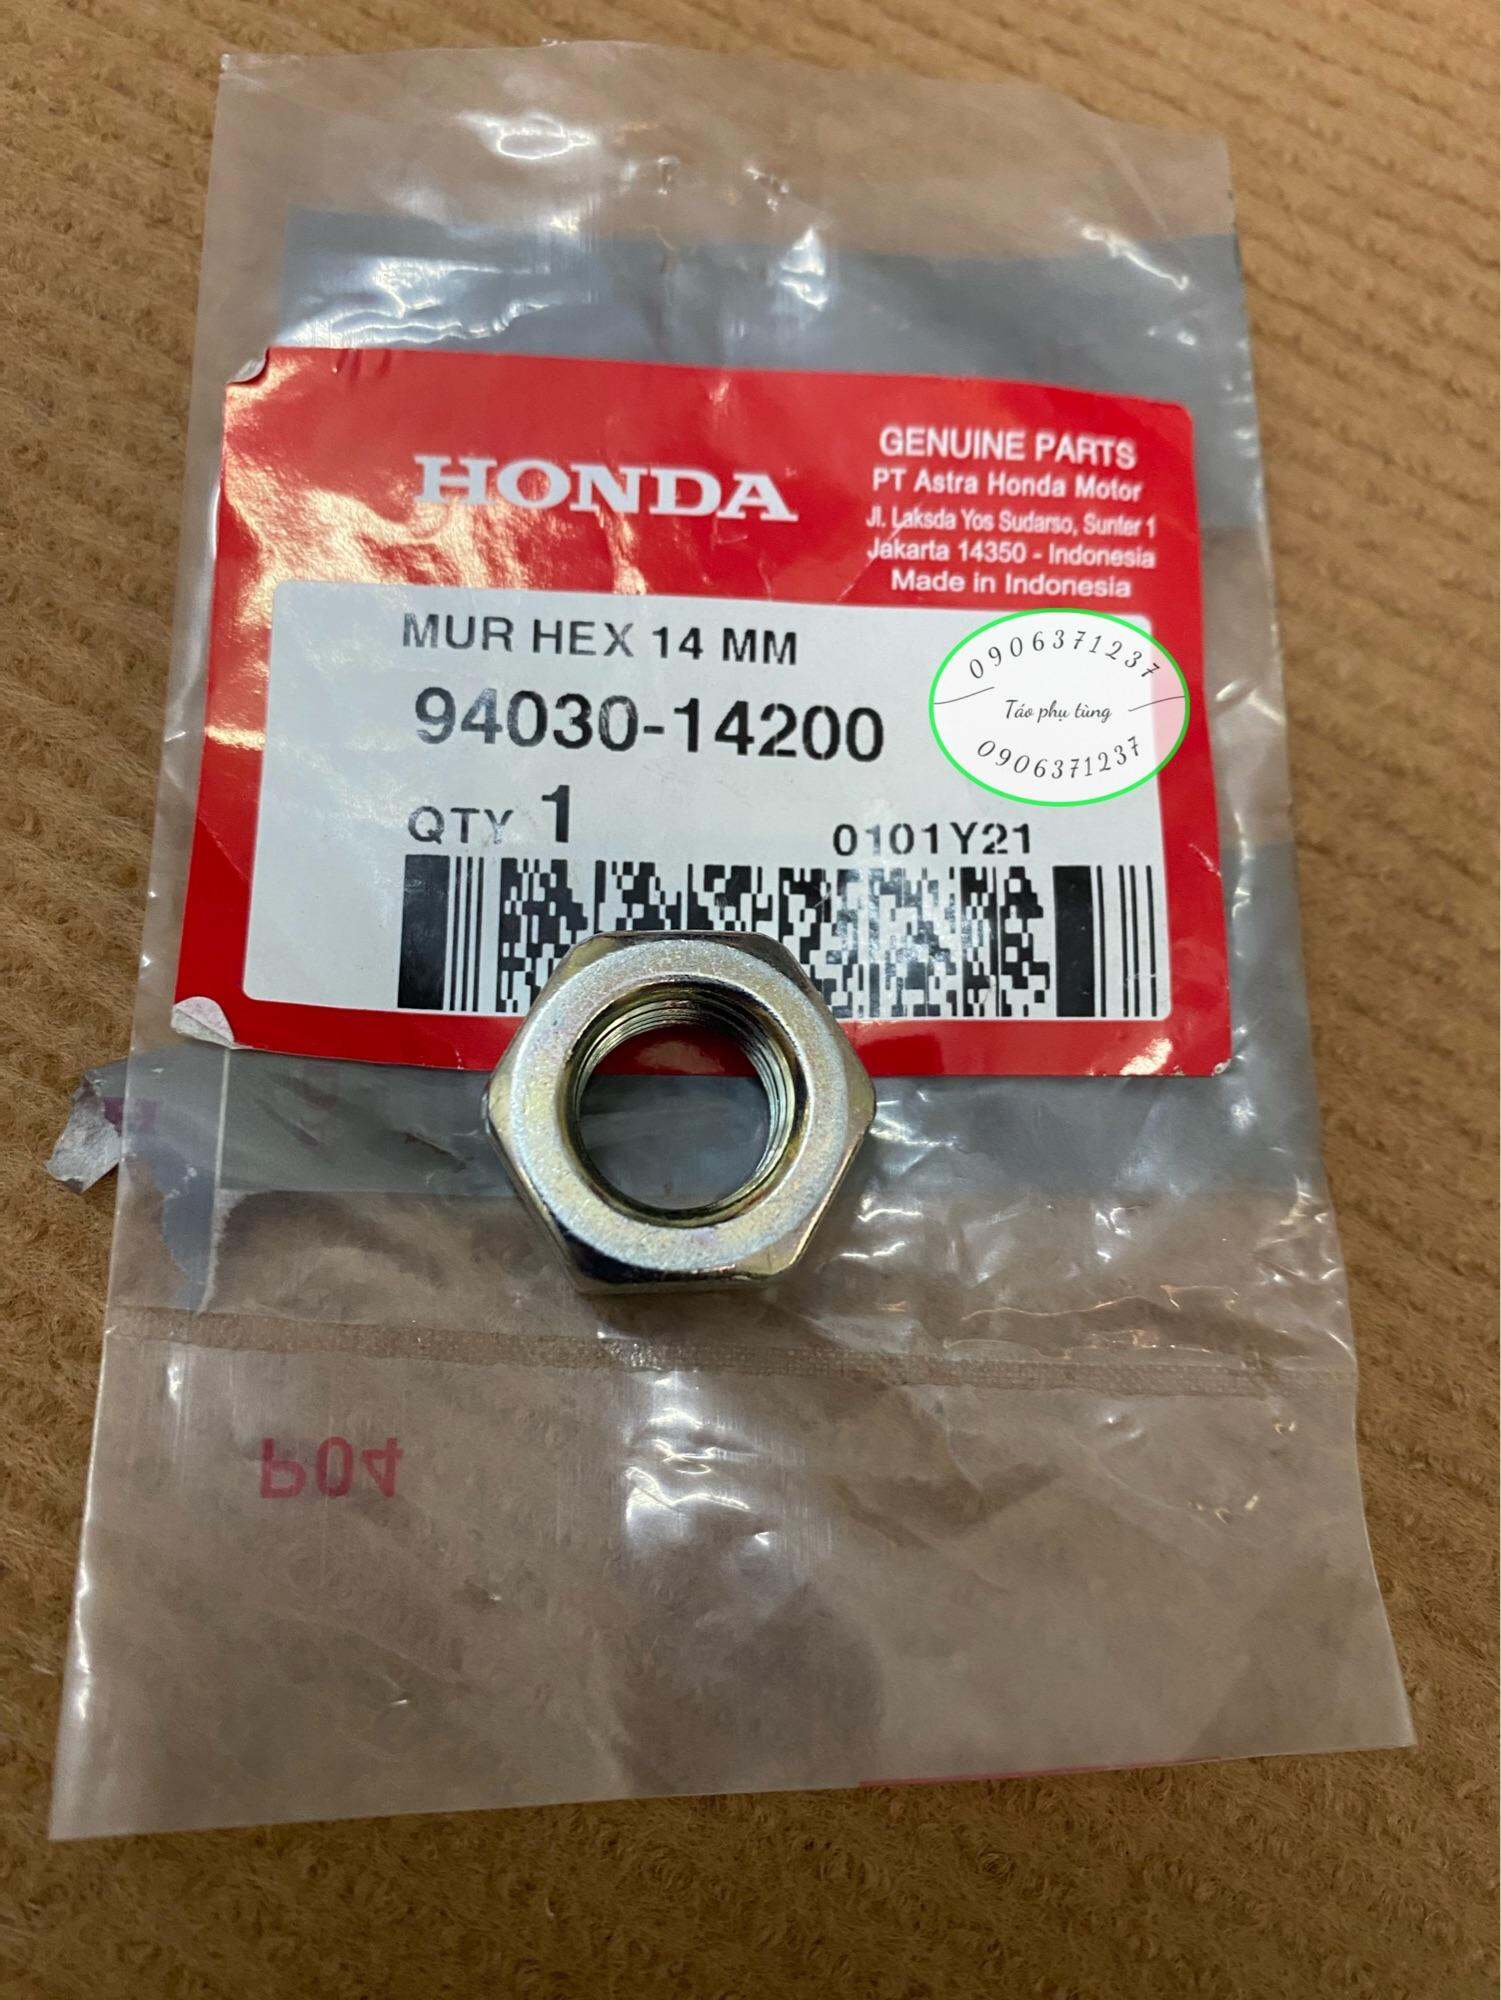 HONDA
GENUINE PARTS
PT Astra Honda Motor
Jl. Laksda Yos Sudarso, Sunter 1
Jakarta 14350 - Indonesia
Made in Indonesia
MUR HEX 14 MM
94030-14200
QTY 1
0101Y21
0906371237
Táo phụ tùng
0906371237
P04